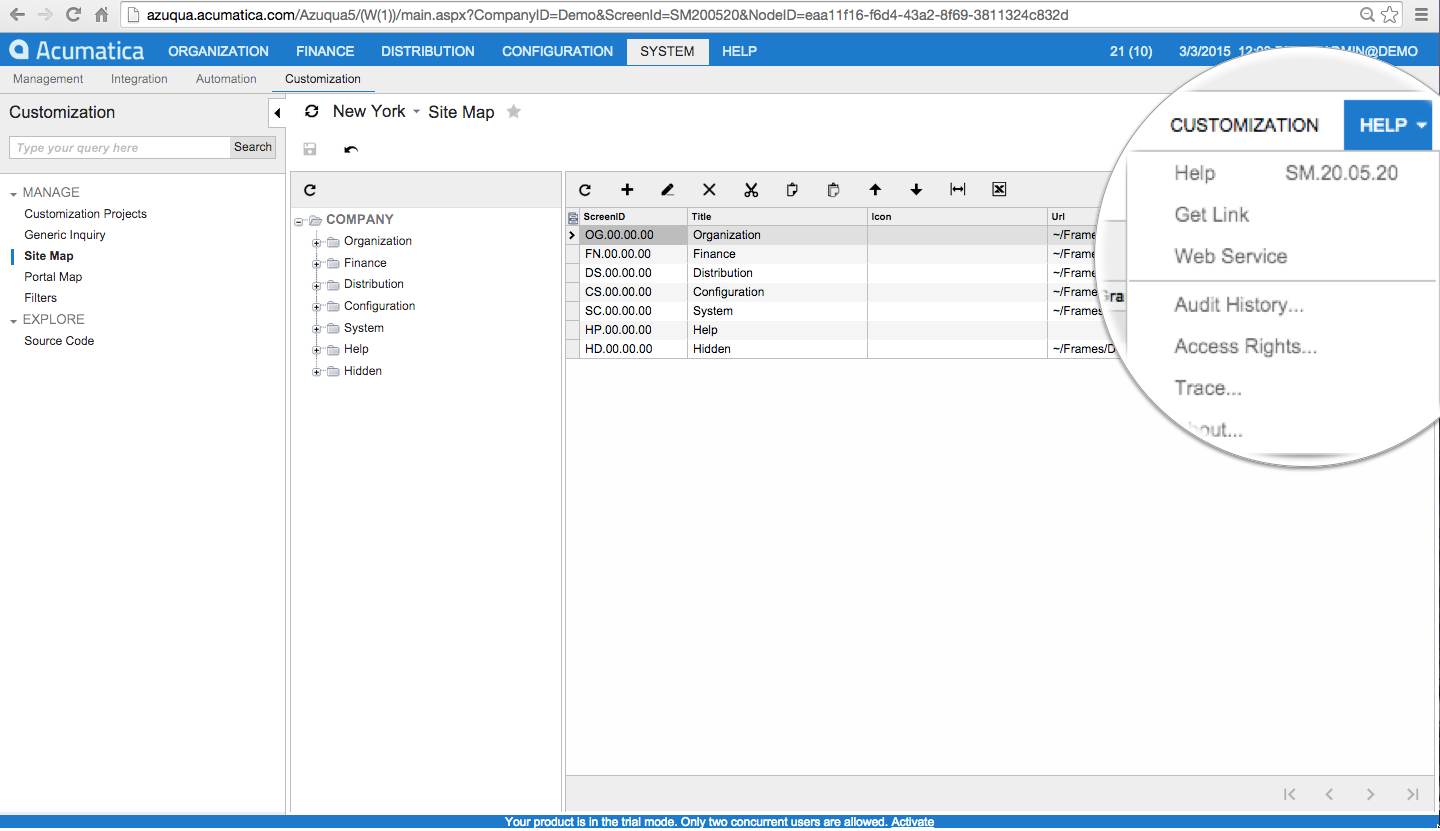 azuqua.acumatica.com/Azuqua5/(W(1))/main.aspx?CompanyID=Demo&ScreenId=SM200520&NodeID=eaa11f16-f6d4-43a2-8f69-3811324c832d
Acumatica ORGANIZATION FINANCE DISTRIBUTION CONFIGURATION SYSTEM HELP 21 (10) 3/3/2015 @DEMO
Management Integration Automation Customization
Customization
New York Site Map
Type your query here Search
MANAGE
Customization Projects
Generic Inquiry
Site Map
Portal Map
Filters
EXPLORE
Source Code
COMPANY
Organization
Finance
Distribution
Configuration
System
Help
Hidden
ScreenID Title Icon Url
OG.00.00.00 Organization ~/Frame
FN.00.00.00 Finance ~/Frame
DS.00.00.00 Distribution ~/Frame
CS.00.00.00 Configuration ~/Frame
SC.00.00.00 System ~/Frames
HP.00.00.00 Help
HD.00.00.00 Hidden ~/Frames/D
CUSTOMIZATION HELP
Help SM.20.05.20
Get Link
Web Service
Audit History...
Access Rights...
Trace...
Your product is in the trial mode. Only two concurrent users are allowed. Activate